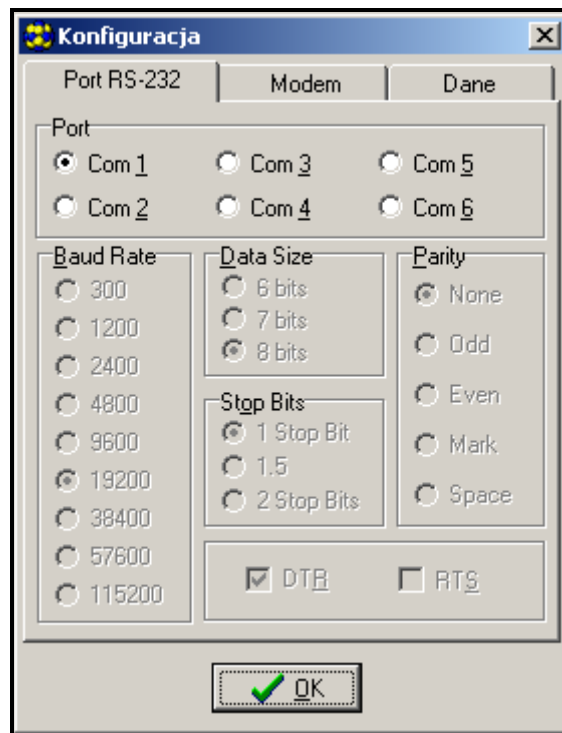 Konfiguracja
Port RS-232 Modem Dane
Port
Com 1 Com 3 Com 5
Com 2 Com 4 Com 6
Baud Rate
300
1200
2400
4800
9600
19200
38400
57600
115200
Data Size
6 bits
7 bits
8 bits
Stop Bits
1 Stop Bit
1.5
2 Stop Bits
Parity
None
Odd
Even
Mark
Space
DTR RTS
OK